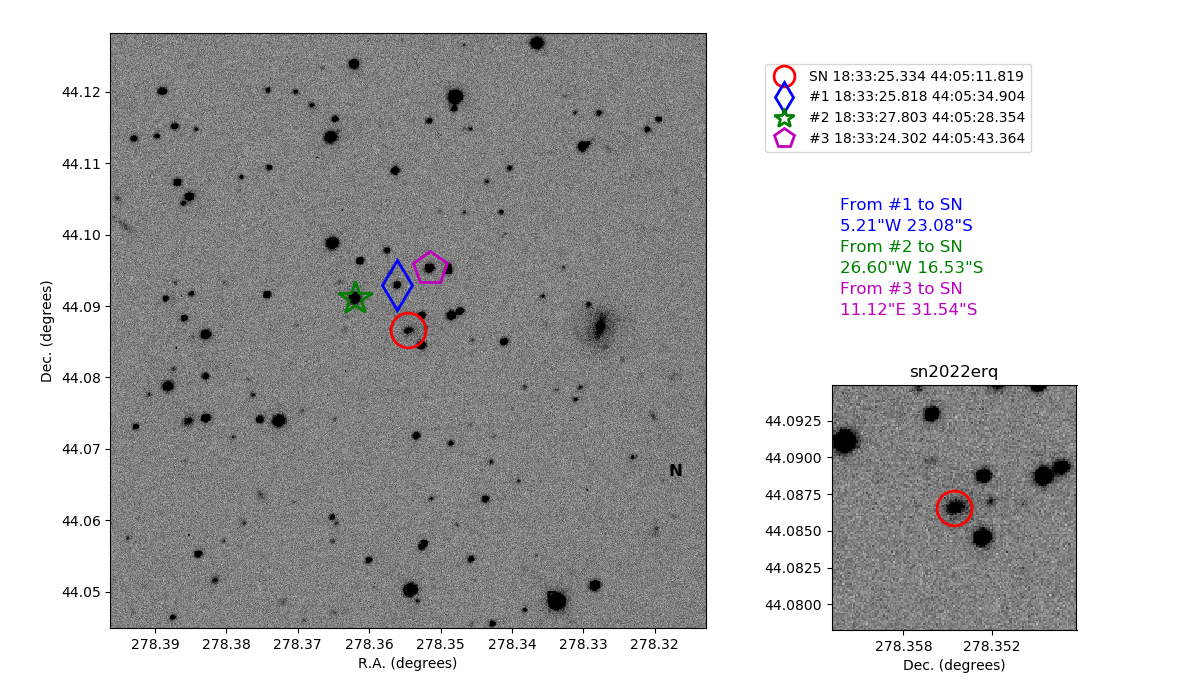 44.12
44.11
44.10
44.09
44.08
44.07
44.06
44.05
Dec. (degrees)
278.39 278.38 278.37 278.36 278.35 278.34 278.33 278.32
R.A. (degrees)
N
SN 18:33:25.334 44:05:11.819
#1 18:33:25.818 44:05:34.904
#2 18:33:27.803 44:05:28.354
#3 18:33:24.302 44:05:43.364
From #1 to SN
5.21"W 23.08"S
From #2 to SN
26.60"W 16.53"S
From #3 to SN
11.12"E 31.54"S
sn2022erq
44.0925
44.0900
44.0875
44.0850
44.0825
44.0800
278.358 278.352
Dec. (degrees)